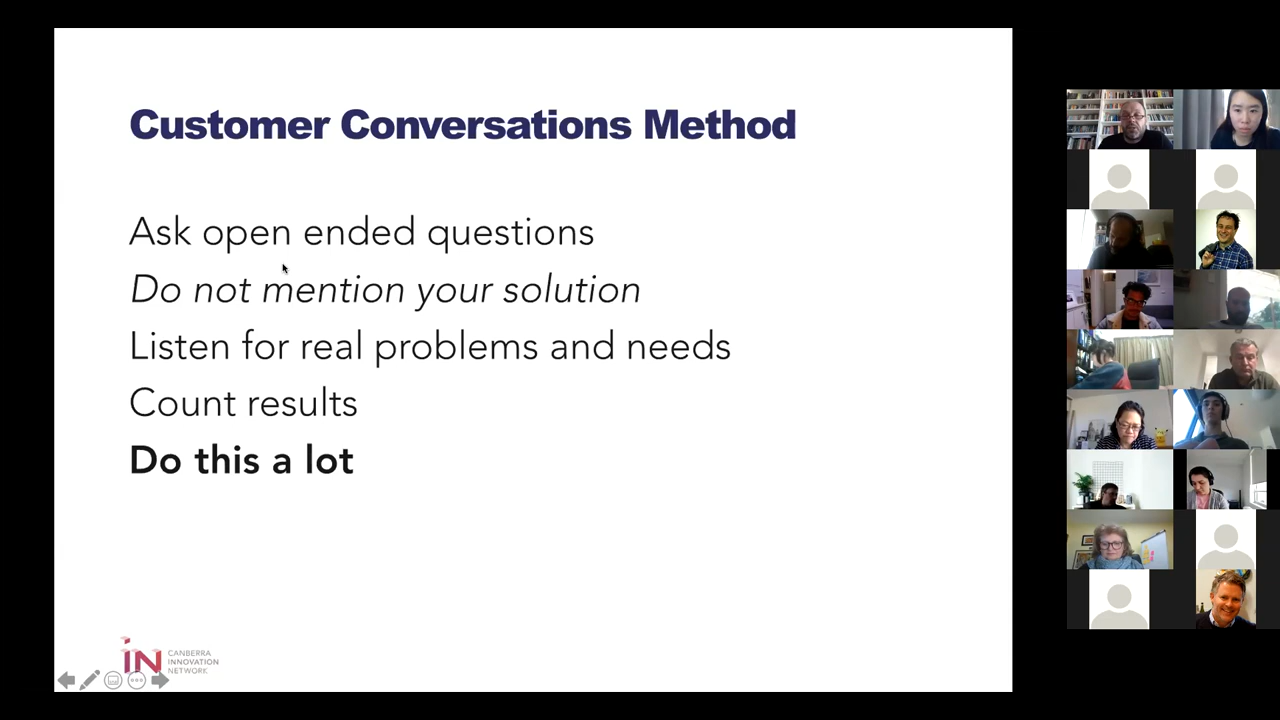 Customer Conversations Method
Ask open ended questions
Do not mention your solution
Listen for real problems and needs
Count results
Do this a lot
iN
CANBERRA
INNOVATION
NETWORK